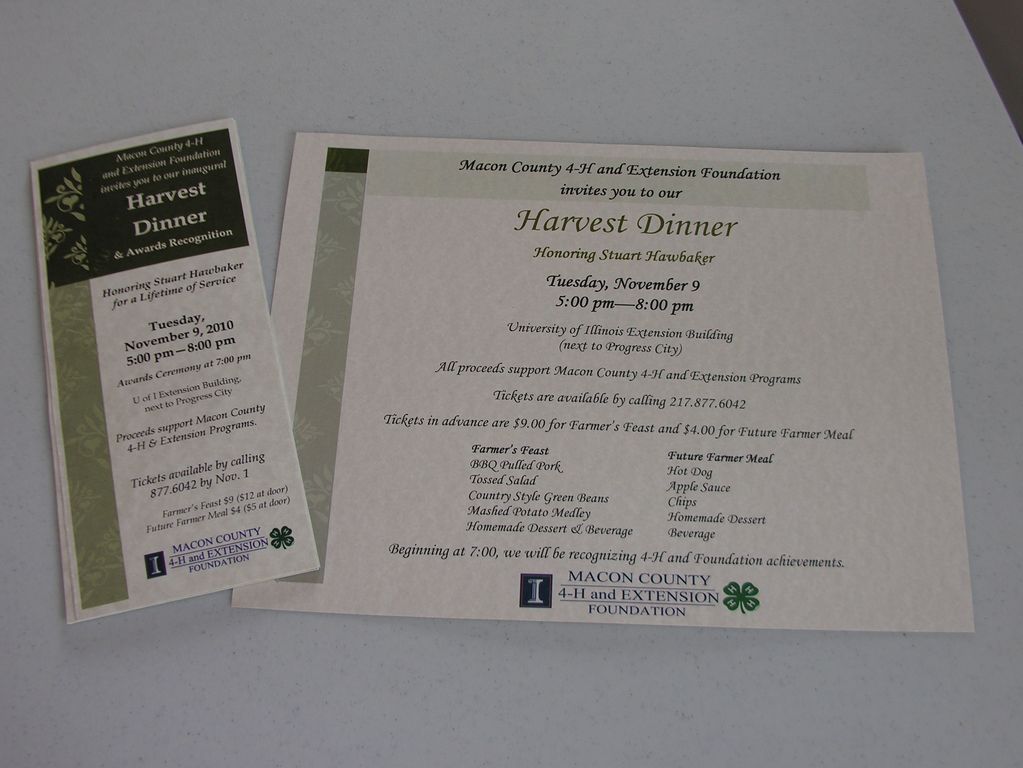 Macon County 4-H
and Extension Foundation
invites you to our inaugural
Harvest
Dinner
& Awards Recognition
Honoring Stuart Hawbaker
for a Lifetime of Service
Tuesday,
November 9, 2010
5:00 pm—8:00 pm
Awards Ceremony at 7:00 pm
U of I Extension Building,
next to Progress City
Proceeds support Macon County
4-H & Extension Programs.
Tickets available by calling
877.6042 by Nov. 1
Farmer's Feast $9 ($12 at door)
Future Farmer Meal $4 ($5 at door)
I
MACON COUNTY
4-H and EXTENSION
FOUNDATION
H H H H
Macon County 4-H and Extension Foundation
invites you to our
Harvest Dinner
Honoring Stuart Hawbaker
Tuesday, November 9
5:00 pm—8:00 pm
University of Illinois Extension Building
(next to Progress City)
All proceeds support Macon County 4-H and Extension Programs
Tickets are available by calling 217.877.6042
Tickets in advance are $9.00 for Farmer's Feast and $4.00 for Future Farmer Meal
Farmer's Feast
BBQ Pulled Pork
Tossed Salad
Country Style Green Beans
Mashed Potato Medley
Homemade Dessert & Beverage
Future Farmer Meal
Hot Dog
Apple Sauce
Chips
Homemade Dessert
Beverage
Beginning at 7:00, we will be recognizing 4-H and Foundation achievements.
I
MACON COUNTY
4-H and EXTENSION
FOUNDATION
H H H H